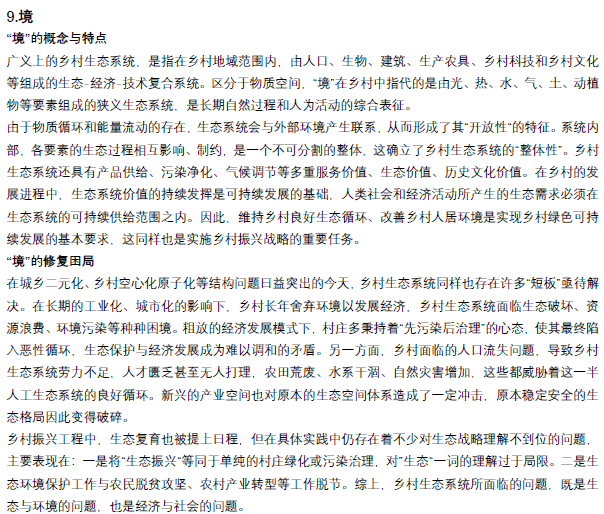 9.境
“境”的概念与特点
广义上的乡村生态系统，是指在乡村地域范围内，由人口、生物、建筑、生产农具、乡村科技和乡村文化
等组成的生态-经济-技术复合系统。区分于物质空间，“境”在乡村中指代的是由光、热、水、气、土、动植
物等要素组成的狭义生态系统，是长期自然过程和人为活动的综合表征。
由于物质循环和能量流动的存在，生态系统会与外部环境产生联系，从而形成了其“开放性”的特征。系统内
部，各要素的生态过程相互影响、制约，是一个不可分割的整体，这确立了乡村生态系统的“整体性”。乡村
生态系统还具有产品供给、污染净化、气候调节等多重服务价值、生态价值、历史文化价值。在乡村的发
展进程中，生态系统价值的持续发挥是可持续发展的基础，人类社会和经济活动所产生的生态需求必须在
生态系统的可持续供给范围之内。因此，维持乡村良好生态循环、改善乡村人居环境是实现乡村绿色可持
续发展的基本要求，这同样也是实施乡村振兴战略的重要任务。
“境”的修复困局
在城乡二元化、乡村空心化原子化等结构问题日益突出的今天，乡村生态系统同样也存在许多“短板”亟待解
决。在长期的工业化、城市化的影响下，乡村长年舍弃环境以发展经济，乡村生态系统面临生态破坏、资
源浪费、环境污染等种种困境。粗放的经济发展模式下，村庄多秉持着“先污染后治理”的心态，使其最终陷
入恶性循环，生态保护与经济发展成为难以调和的矛盾。另一方面，乡村面临的人口流失问题，导致乡村
生态系统劳力不足，人才匮乏甚至无人打理，农田荒废、水系干涸、自然灾害增加，这些都威胁着这一半
人工生态系统的良好循环。新兴的产业空间也对原本的生态空间体系造成了一定冲击，原本稳定安全的生
态格局因此变得破碎。
乡村振兴工程中，生态复育也被提上日程，但在具体实践中仍存在着不少对生态战略理解不到位的问题，
主要表现在：一是将“生态振兴”等同于单纯的村庄绿化或污染治理，对“生态”一词的理解过于局限。二是生
态环境保护工作与农民脱贫攻坚、农村产业转型等工作脱节。综上，乡村生态系统所面临的问题，既是生
态与环境的问题，也是经济与社会的问题。